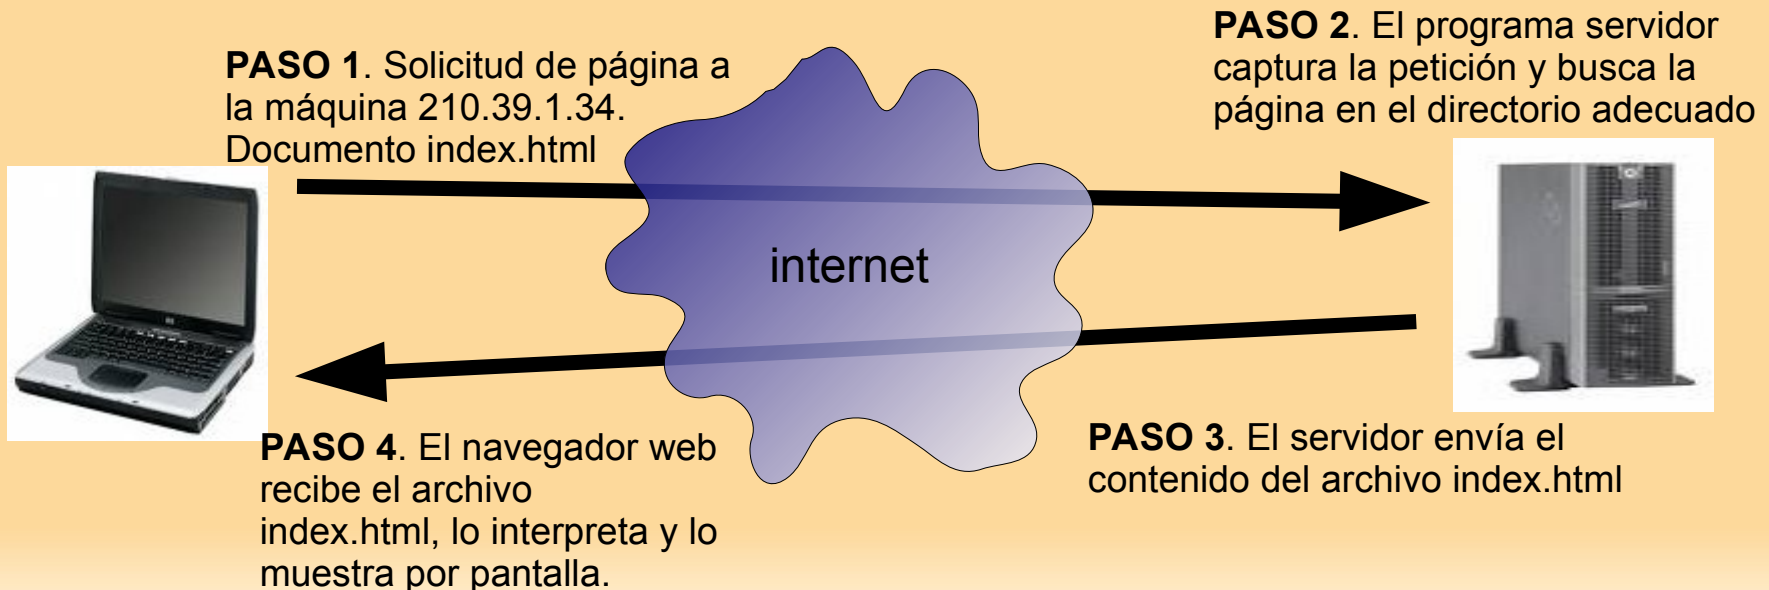 PASO 1. Solicitud de página a
la máquina 210.39.1.34.
Documento index.html
PASO 2. El programa servidor
captura la petición y busca la
página en el directorio adecuado
internet
PASO 3. El servidor envía el
contenido del archivo index.html
PASO 4. El navegador web
recibe el archivo
index.html, lo interpreta y lo
muestra por pantalla.